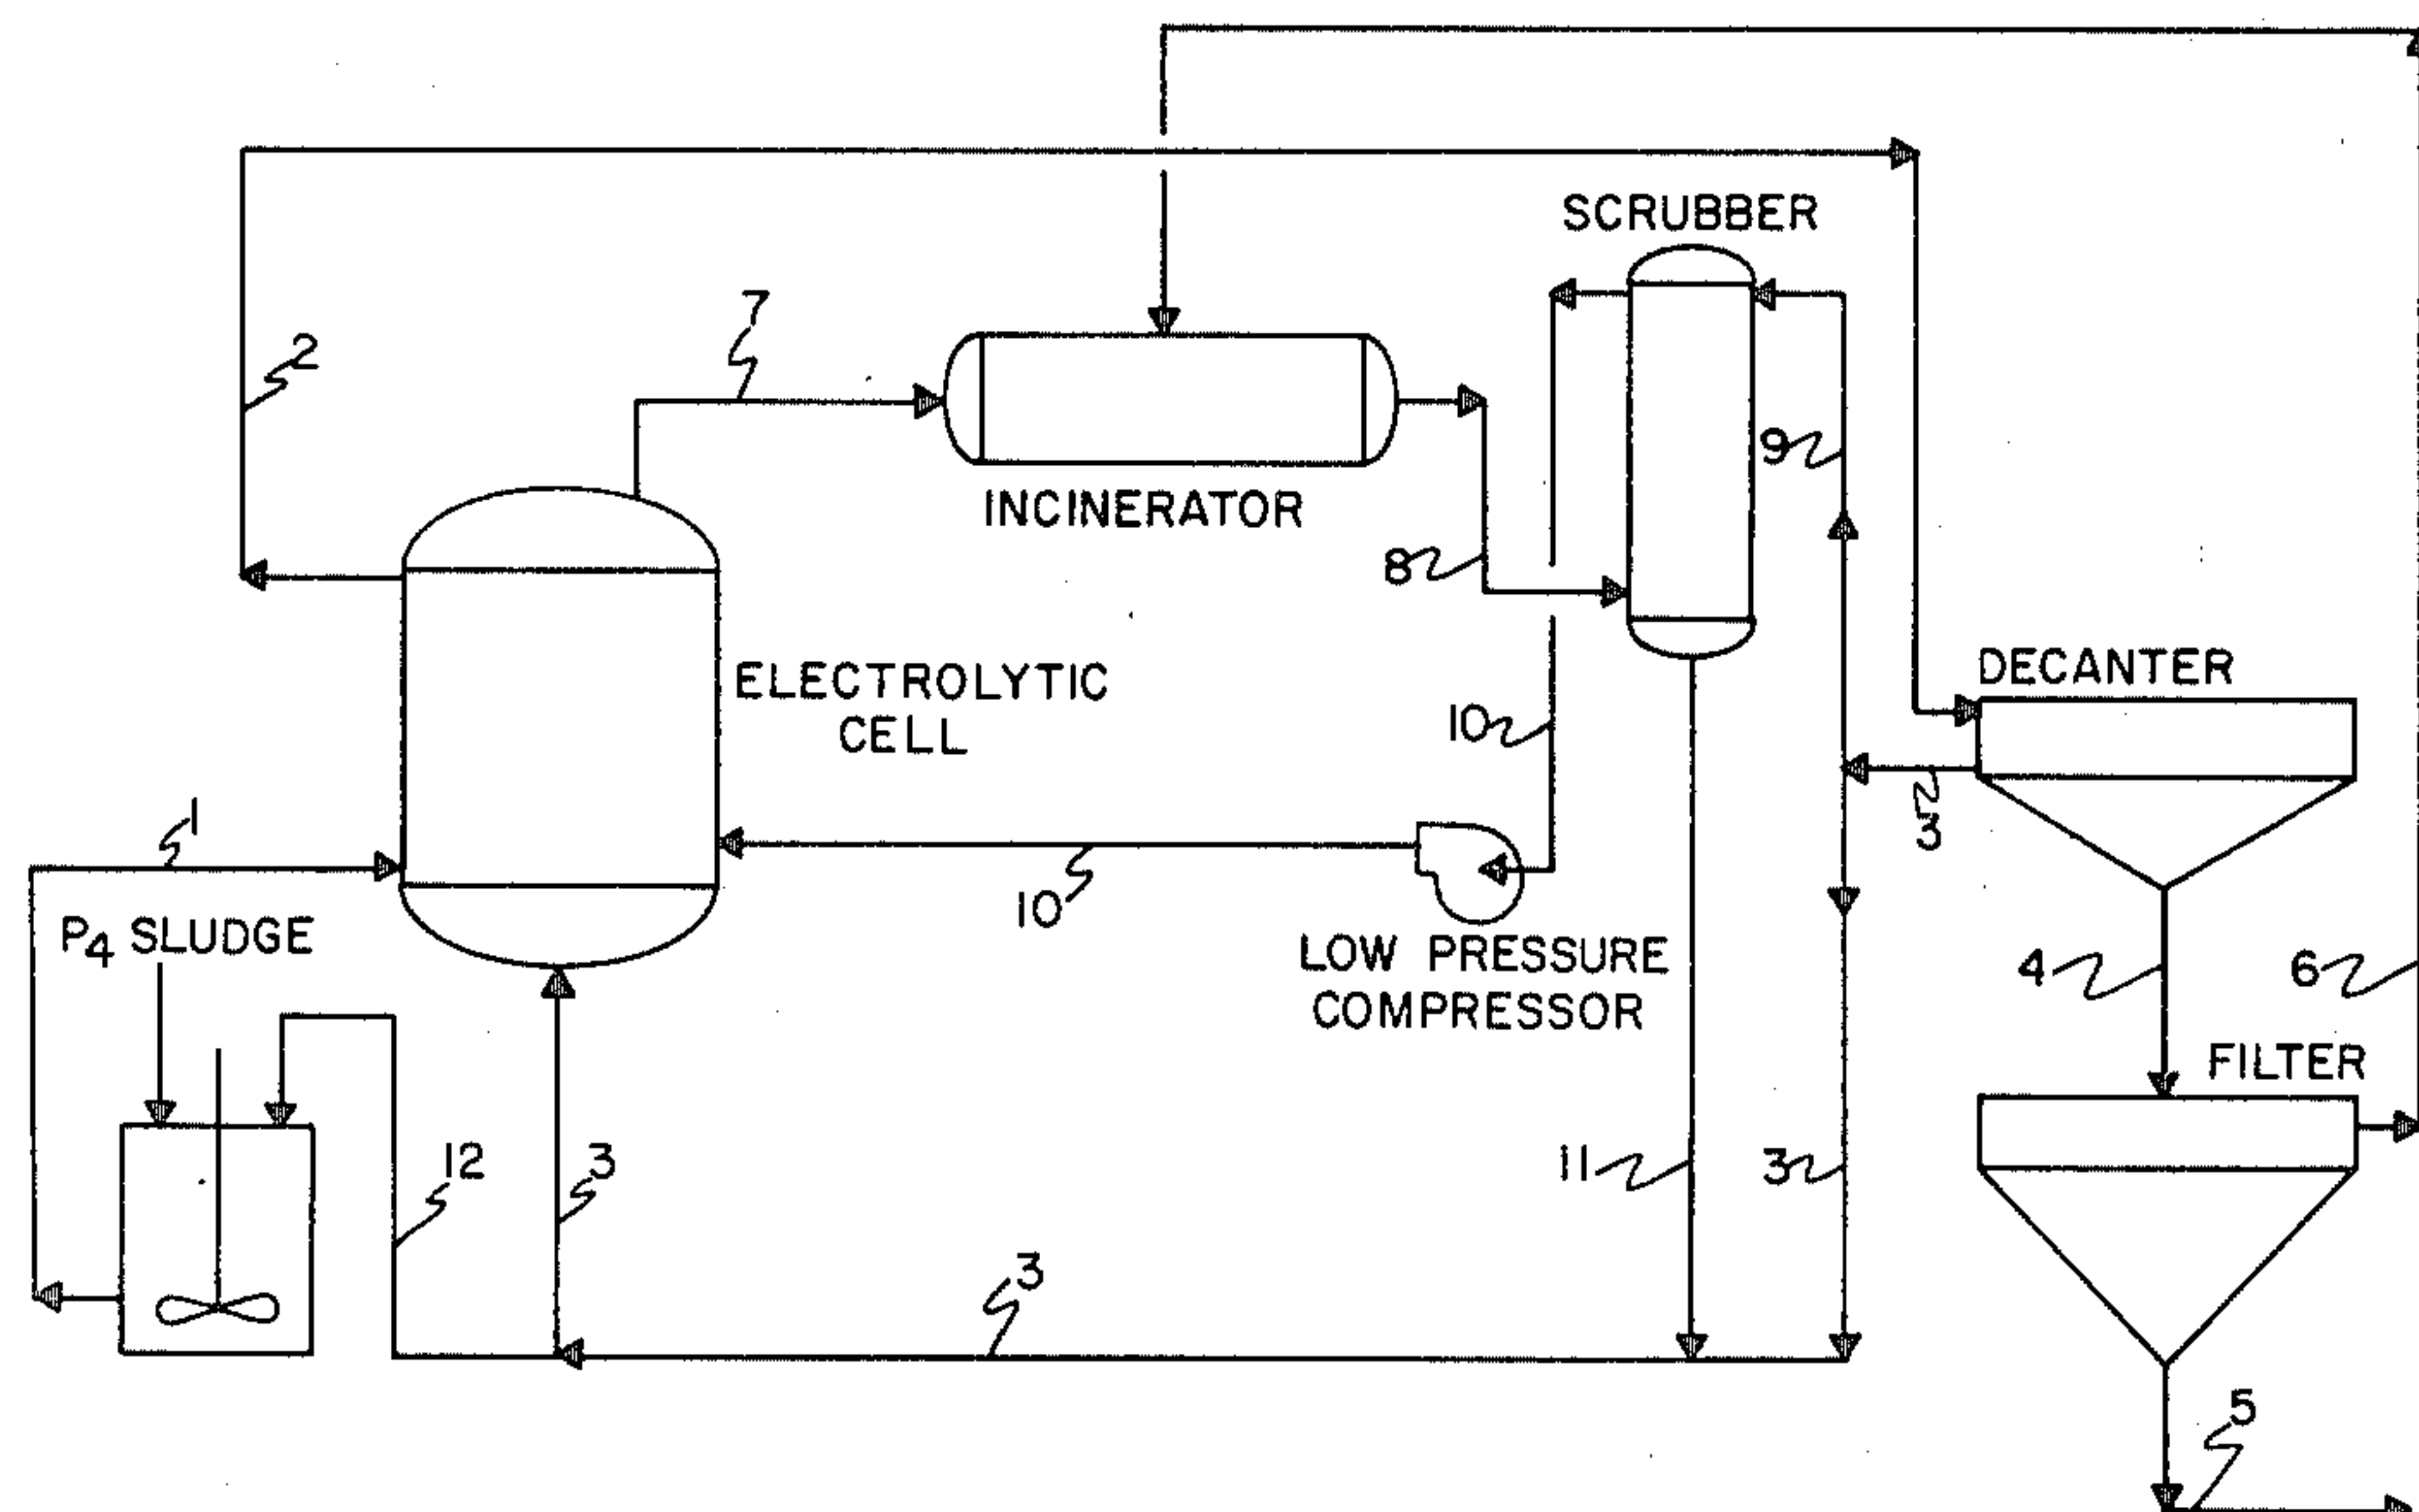 SCRUBBER
7
2
9
INCINERATOR
8
DECANTER
ELECTROLYTIC
CELL
10
3
1
10
P4 SLUDGE
LOW PRESSURE
COMPRESSOR
4
6
FILTER
12
3
11
3
3
5